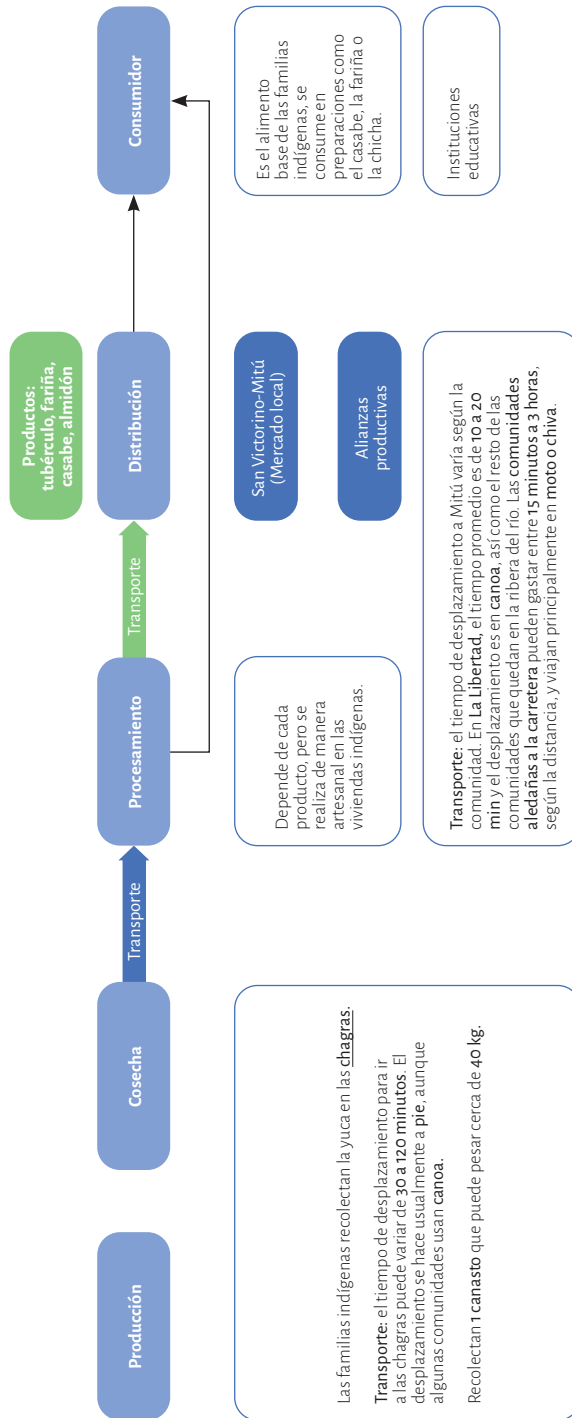 Producción
Cosecha
Transporte
Procesamiento
Transporte
Productos:
tubérculo, fariña,
casabe, almidón
Distribución
Consumidor
Las familias indígenas recolectan la yuca en las chagras.
Transporte: el tiempo de desplazamiento para ir
a las chagras puede variar de 30 a 120 minutos. El
desplazamiento se hace usualmente a pie, aunque
algunas comunidades usan canoa.
Recolectan 1 canasto que puede pesar cerca de 40 kg.
Depende de cada
producto, pero se
realiza de manera
artesanal en las
viviendas indígenas.
San Victorino-Mitú
(Mercado local)
Alianzas
productivas
Transporte: el tiempo de desplazamiento a Mitú varía según la
comunidad. En La Libertad, el tiempo promedio es de 10 a 20
min y el desplazamiento es en canoa, así como el resto de las
comunidades que quedan en la ribera del río. Las comunidades
aledañas a la carretera pueden gastar entre 15 minutos a 3 horas,
según la distancia, y viajan principalmente en moto o chiva.
Es el alimento
base de las familias
indígenas, se
consume en
preparaciones como
el casabe, la fariña o
la chicha.
Instituciones
educativas